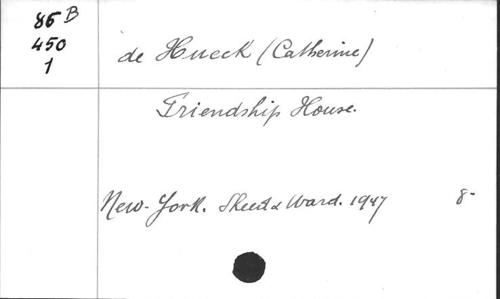 86 B
450
1
de Hueck (Catherine)
Friendship House.
New-York. Sheed & Ward. 1947 8-